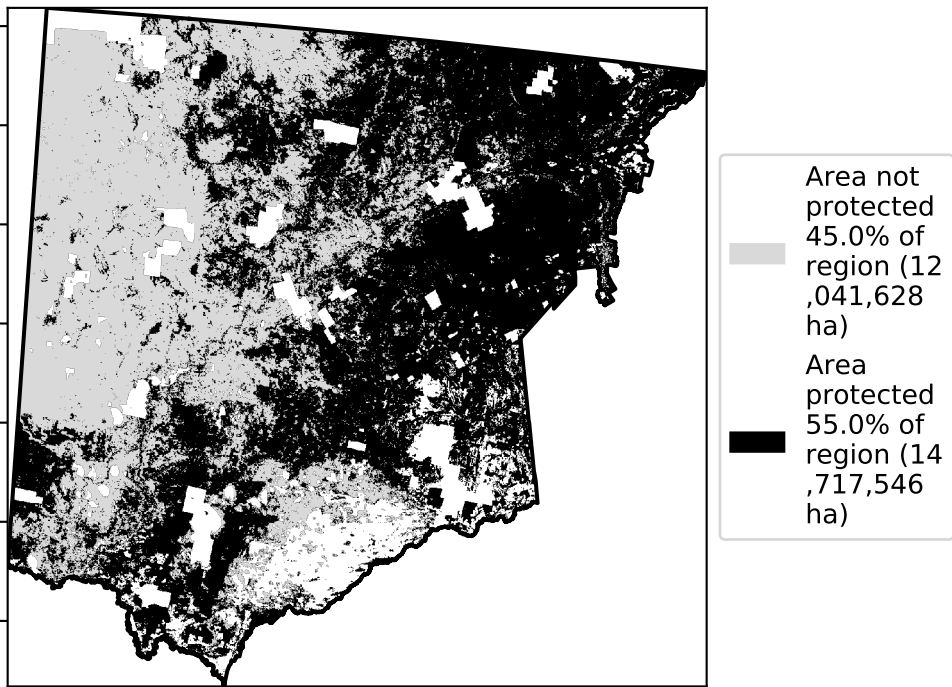 Area not
protected
45.0% of
region (12
,041,628
ha)
Area
protected
55.0% of
region (14
,717,546
ha)